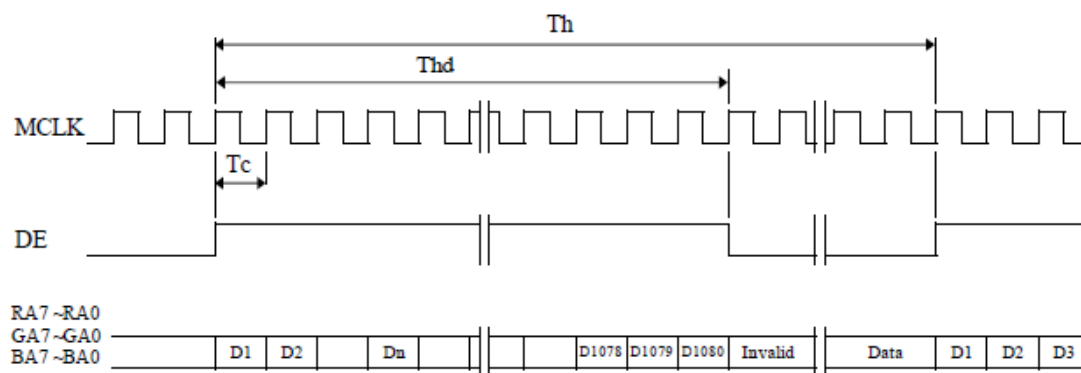 Th
Thd
MCLK
Tc
DE
RA7 ~RA0
GA7 ~GA0
BA7 ~BA0
D1 D2 Dn D1078 D1079 D1080 Invalid Data D1 D2 D3